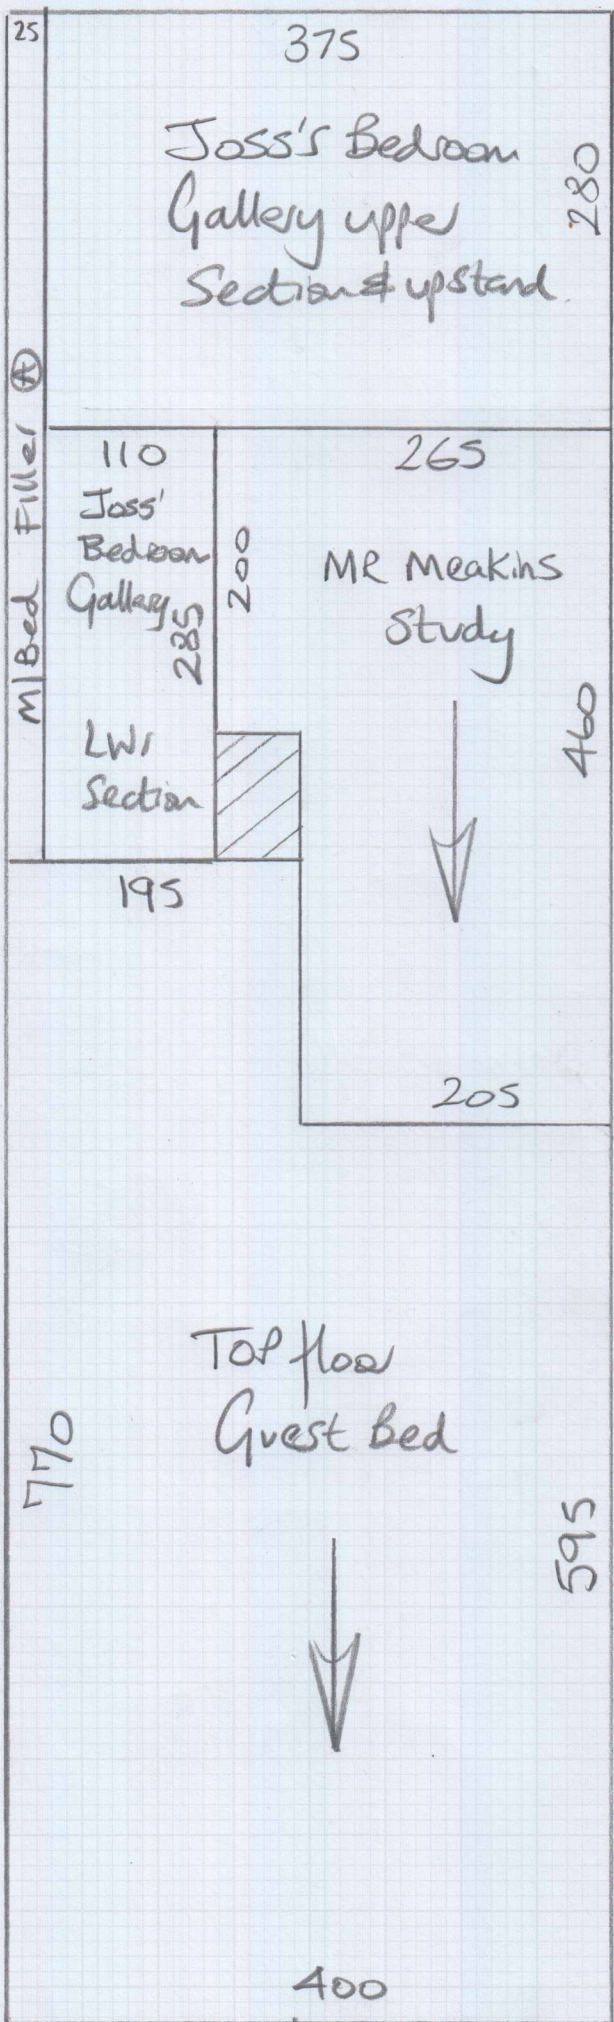 25
375
Joss's Bedroom
Gallery upper
Section & upstand.
280
M/Bed Filler Ⓐ
110
265
Joss'
Bedroom
Gallery
285
200
MR Meakins
Study
LWr
Section
460
195
205
Top floor
Guest Bed
770
595
400